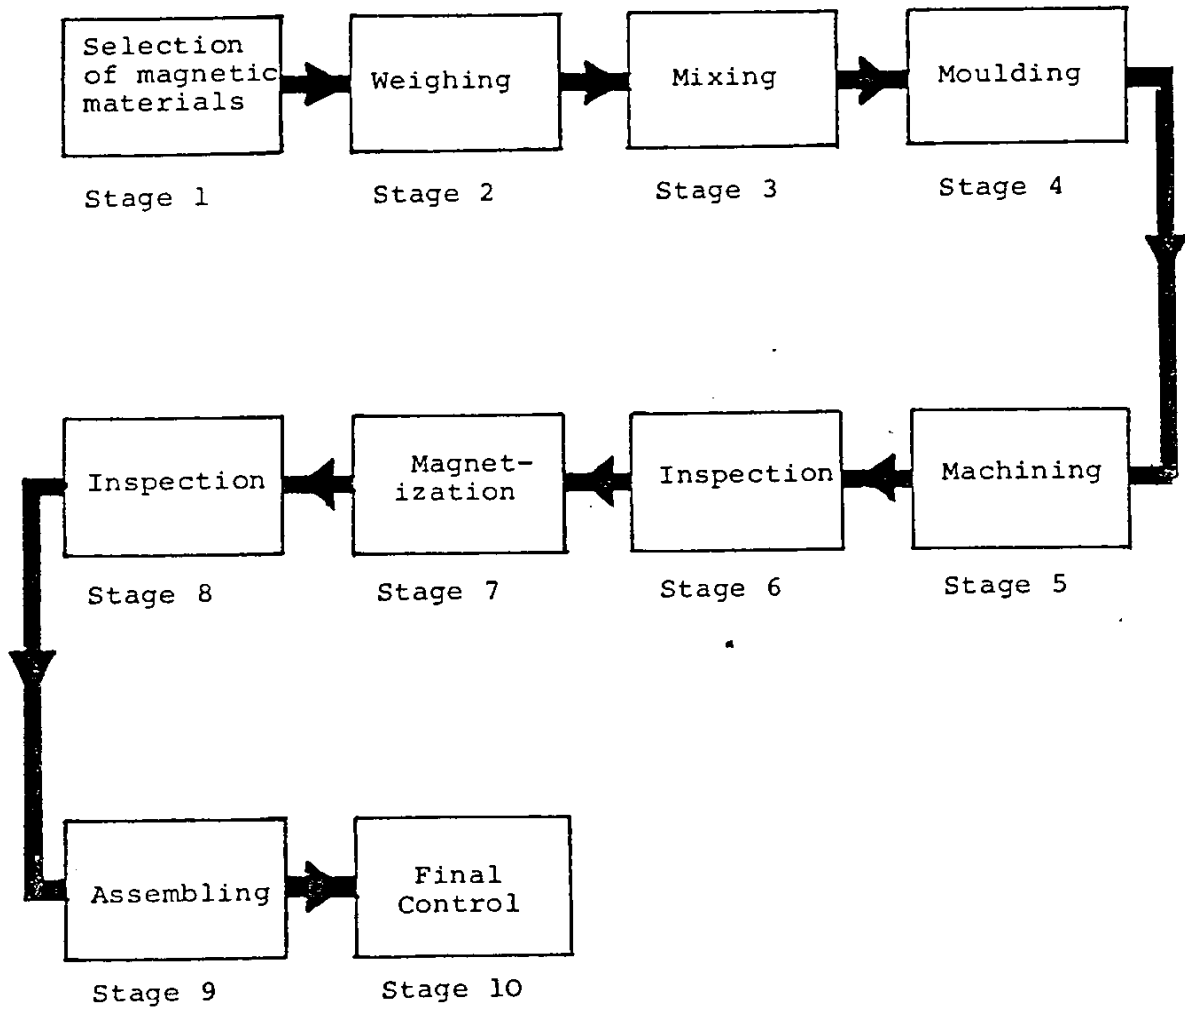 Selection
of magnetic
materials
Weighing
Mixing
Moulding
Stage 1
Stage 2
Stage 3
Stage 4
Inspection
Magnet-
ization
Inspection
Machining
Stage 8
Stage 7
Stage 6
Stage 5
Assembling
Final
Control
Stage 9
Stage 10